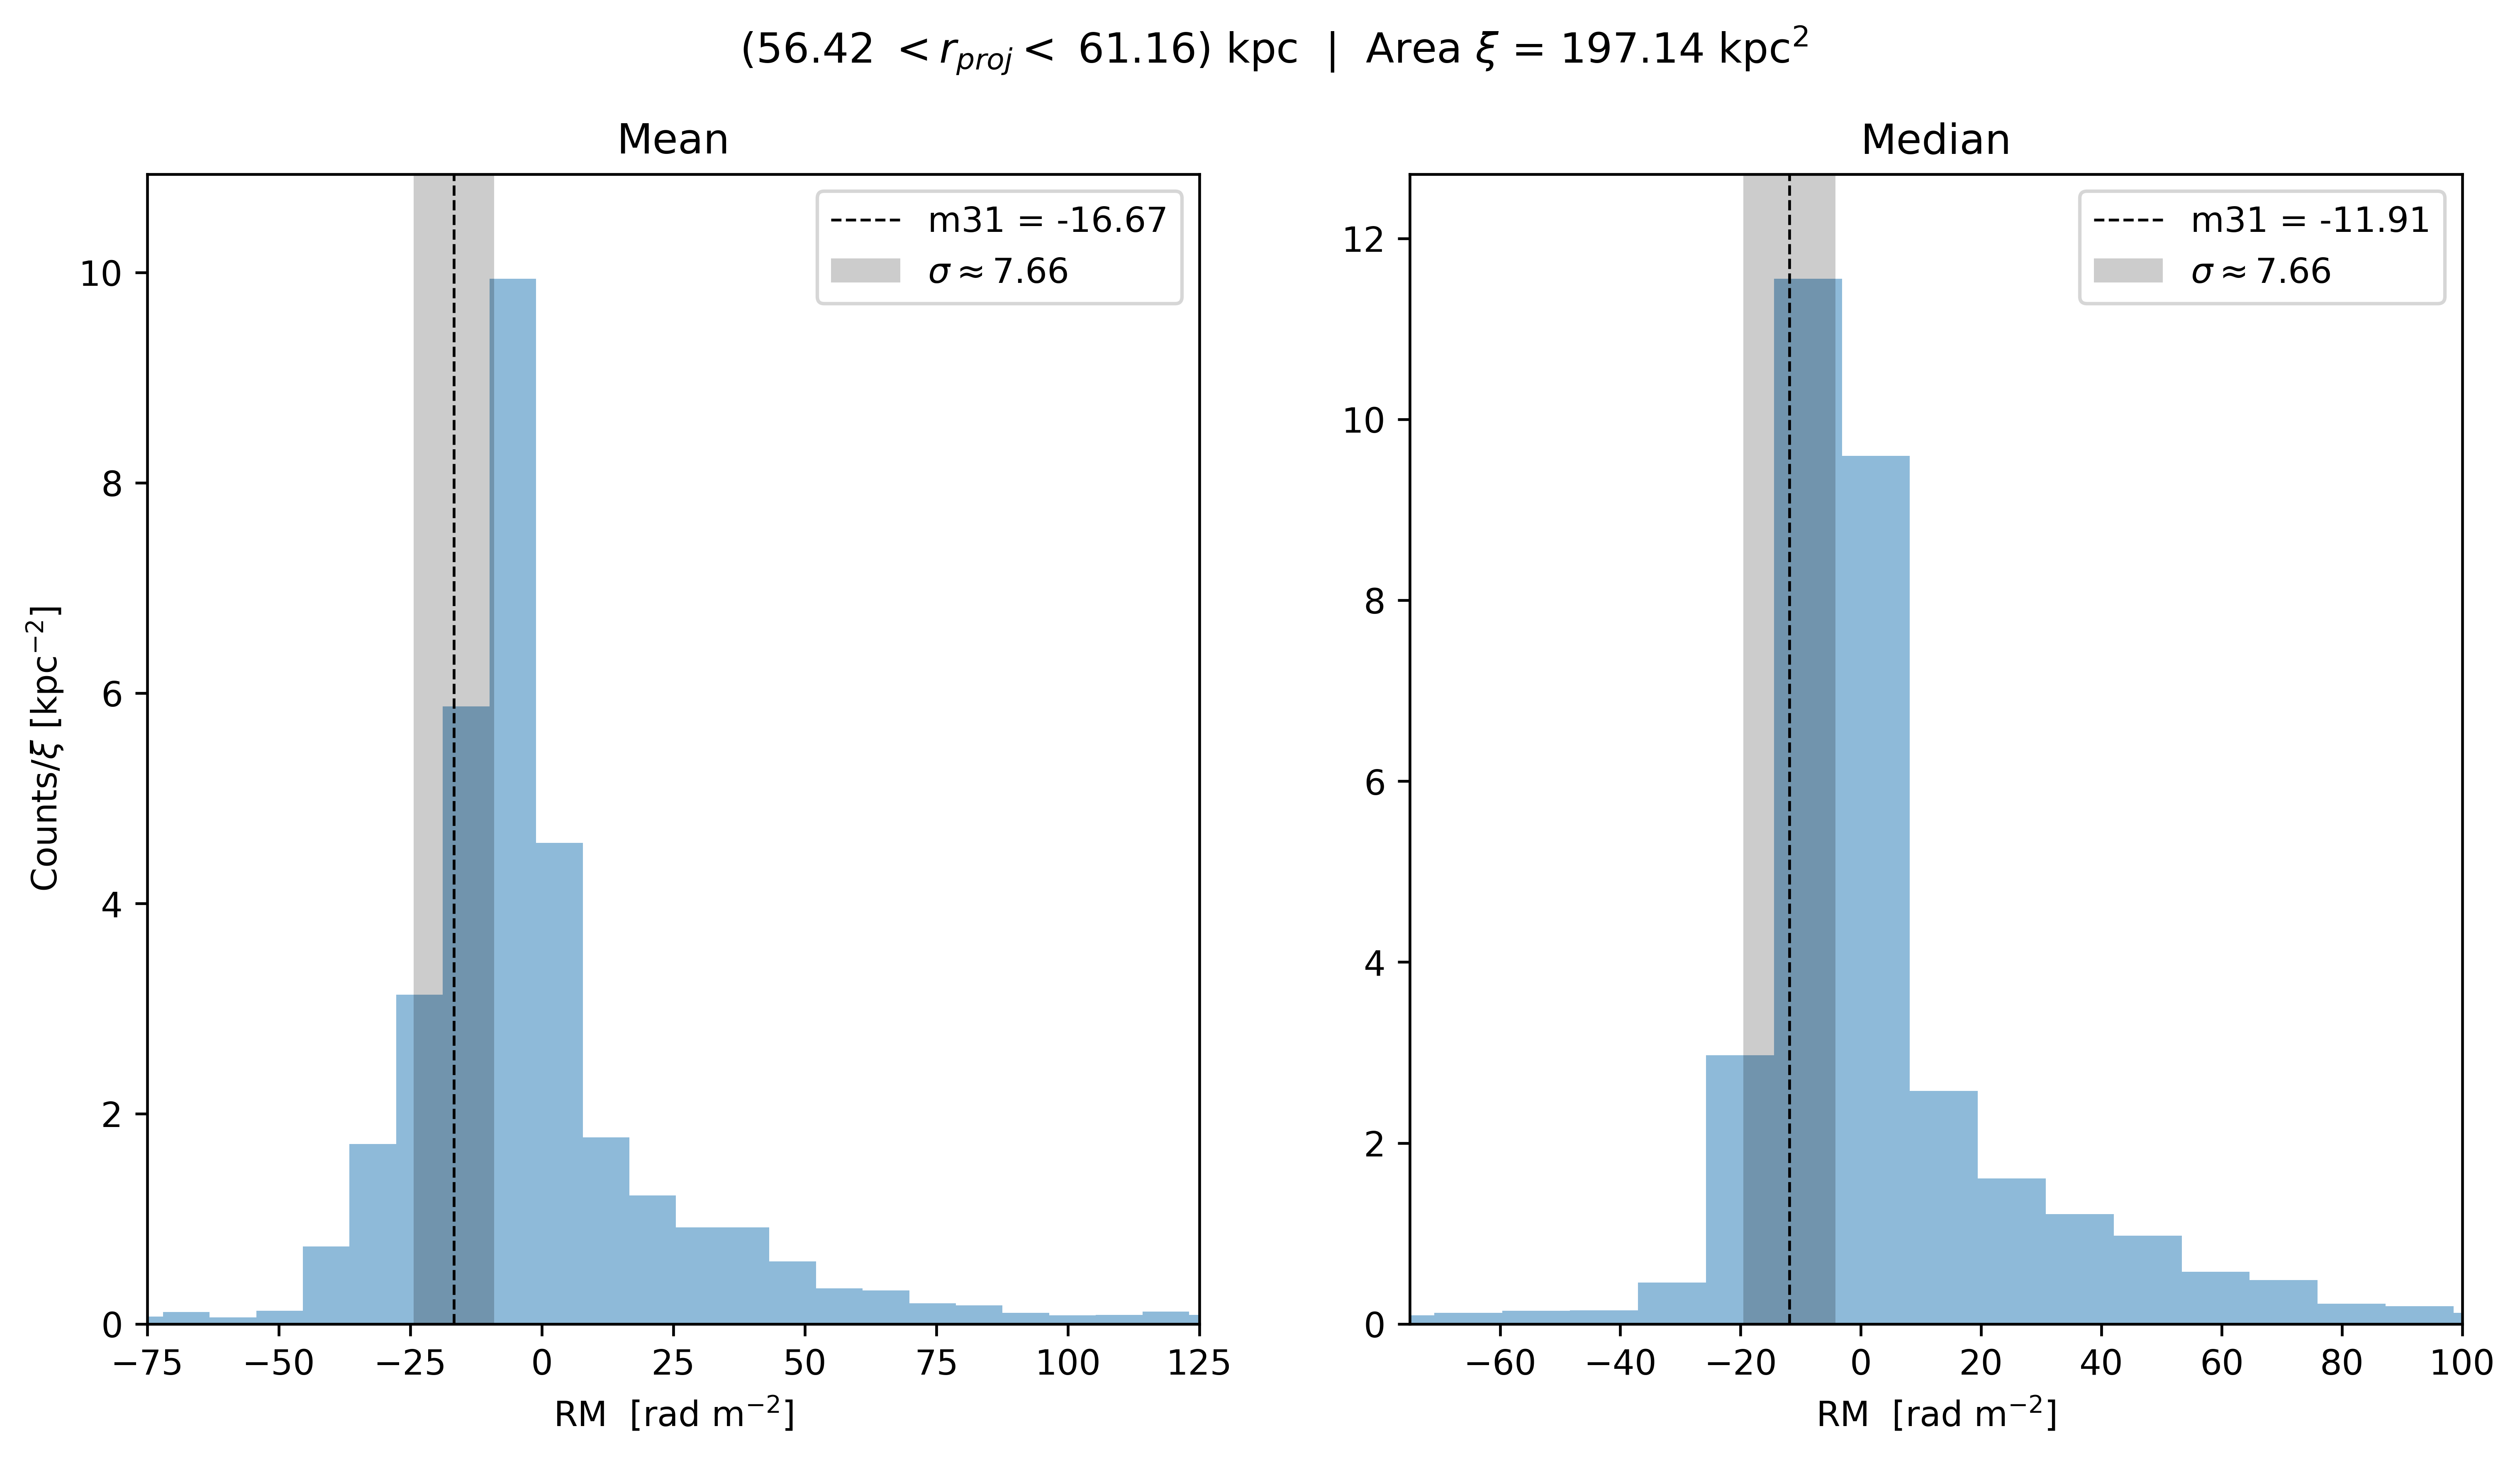 (56.42 < r_proj < 61.16) kpc | Area ξ = 197.14 kpc²
Mean
m31 = -16.67
σ ≈ 7.66
10
8
6
4
2
0
Counts/ξ [kpc⁻²]
−75 −50 −25 0 25 50 75 100 125
RM [rad m⁻²]
Median
m31 = -11.91
σ ≈ 7.66
12
10
8
6
4
2
0
−60 −40 −20 0 20 40 60 80 100
RM [rad m⁻²]